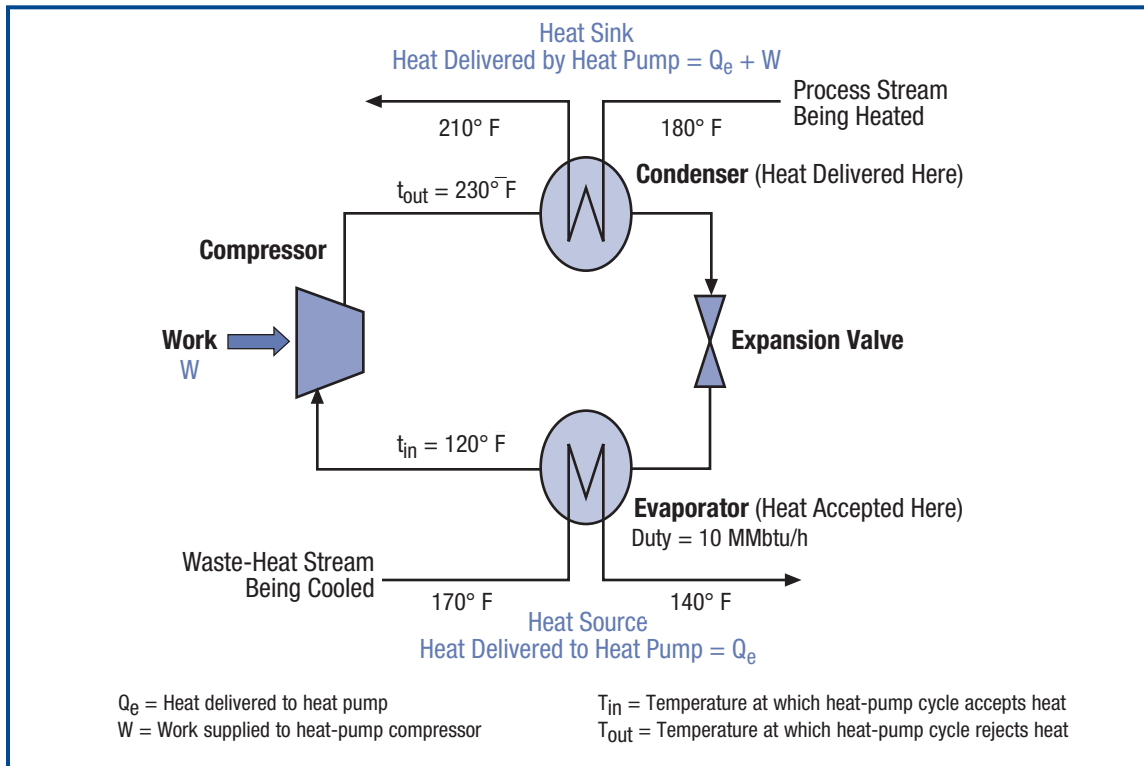 Heat Sink
Heat Delivered by Heat Pump = Qe + W
Process Stream
Being Heated
210° F
180° F
Condenser (Heat Delivered Here)
tout = 230° F
Compressor
Work
W
Expansion Valve
tin = 120° F
Evaporator (Heat Accepted Here)
Duty = 10 MMbtu/h
Waste-Heat Stream
Being Cooled
170° F
140° F
Heat Source
Heat Delivered to Heat Pump = Qe
Qe = Heat delivered to heat pump
W = Work supplied to heat-pump compressor
Tin = Temperature at which heat-pump cycle accepts heat
Tout = Temperature at which heat-pump cycle rejects heat